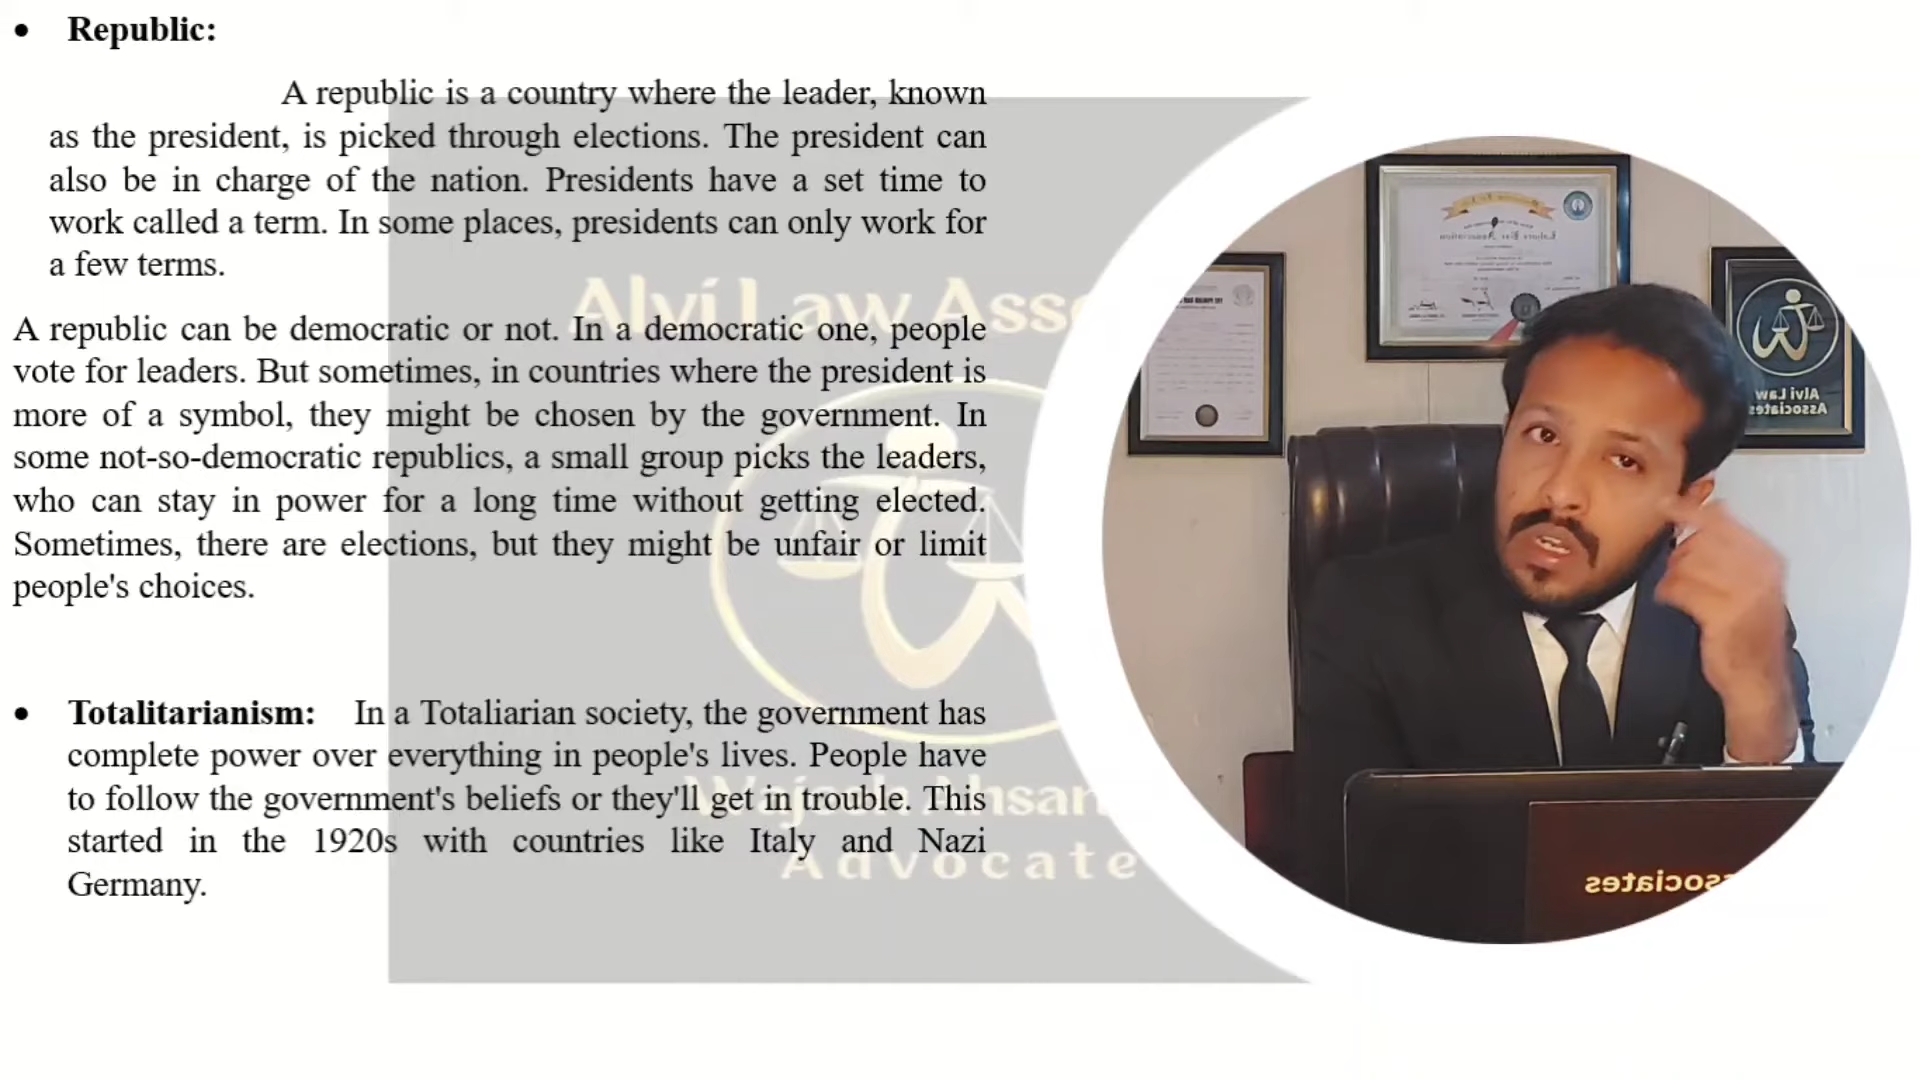 • Republic:
A republic is a country where the leader, known
as the president, is picked through elections. The president can
also be in charge of the nation. Presidents have a set time to
work called a term. In some places, presidents can only work for
a few terms.
A republic can be democratic or not. In a democratic one, people
vote for leaders. But sometimes, in countries where the president is
more of a symbol, they might be chosen by the government. In
some not-so-democratic republics, a small group picks the leaders,
who can stay in power for a long time without getting elected.
Sometimes, there are elections, but they might be unfair or limit
people's choices.
• Totalitarianism: In a Totaliarian society, the government has
complete power over everything in people's lives. People have
to follow the government's beliefs or they'll get in trouble. This
started in the 1920s with countries like Italy and Nazi
Germany.
Alvi Law Asso
Ahsan
Advocate
Lahore Bar Association
Alvi Law
Associates
ssociates